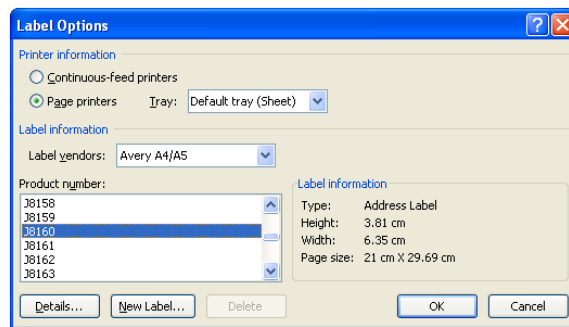 Label Options
Printer information
Continuous-feed printers
Page printers Tray: Default tray (Sheet)
Label information
Label vendors: Avery A4/A5
Product number:
J8158
J8159
J8160
J8161
J8162
J8163
Label information
Type: Address Label
Height: 3.81 cm
Width: 6.35 cm
Page size: 21 cm X 29.69 cm
Details... New Label... Delete OK Cancel